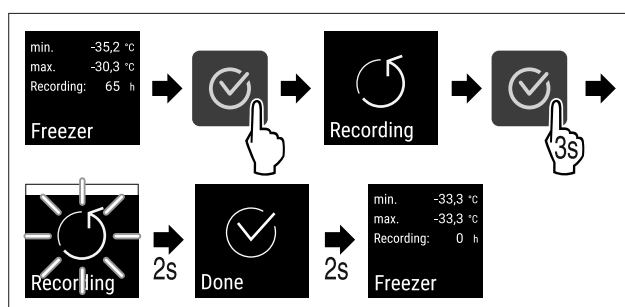 min. -35,2 °C
max. -30,3 °C
Recording: 65 h
Freezer
Recording
3s
Recording
2s
Done
2s
min. -33,3 °C
max. -33,3 °C
Recording: 0 h
Freezer